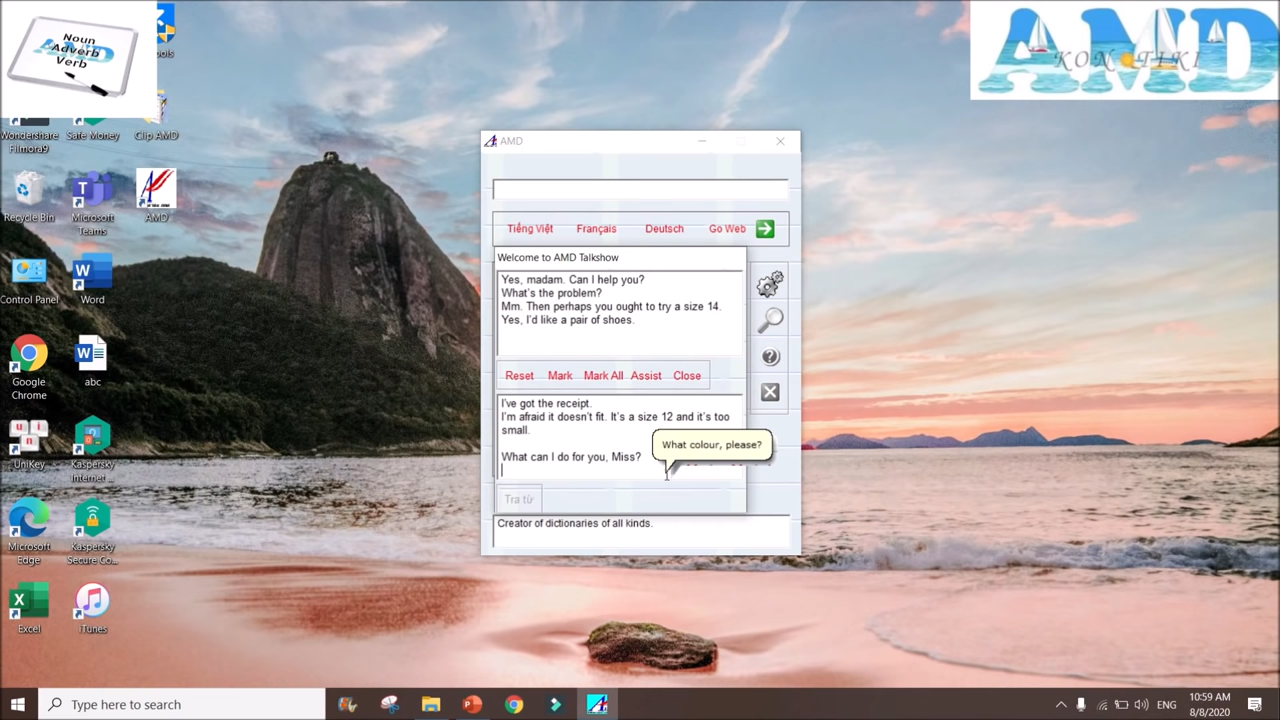 Noun
Adverb
Verb
AMD
KON TIKI
ools
Wondershare
Filmora9
Safe Money
Clip AMD
Recycle Bin
Microsoft
Teams
AMD
Control Panel
Word
Google
Chrome
abc
UniKey
Kaspersky
Internet ...
Microsoft
Edge
Kaspersky
Secure Co...
Excel
iTunes
AMD
Tiếng Việt
Français
Deutsch
Go Web
Welcome to AMD Talkshow
Yes, madam. Can I help you?
What's the problem?
Mm. Then perhaps you ought to try a size 14.
Yes, I'd like a pair of shoes.
Reset
Mark
Mark All
Assist
Close
I've got the receipt.
I'm afraid it doesn't fit. It's a size 12 and it's too
small.
What colour, please?
What can I do for you, Miss?
Tra từ
Creator of dictionaries of all kinds.
Type here to search
ENG
10:59 AM
8/8/2020